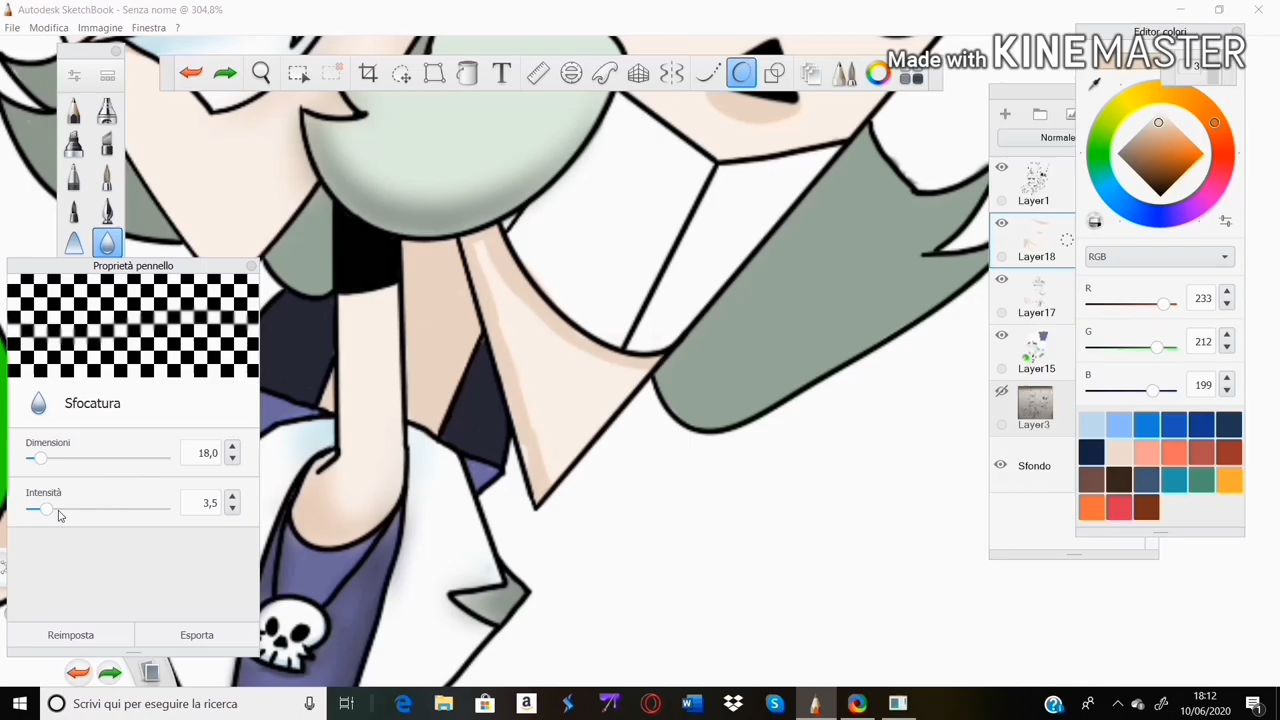 Autodesk SketchBook - Senza nome @ 304,8%
File Modifica Immagine Finestra
Editor colori
Made with KINEMASTER
T
Normale
Layer1
Layer18
Layer17
Layer15
Layer3
Sfondo
RGB
R 233
G 212
B 199
Proprietà pennello
Sfocatura
Dimensioni
18,0
Intensità
3,5
Reimposta Esporta
Scrivi qui per eseguire la ricerca
18:12
10/06/2020